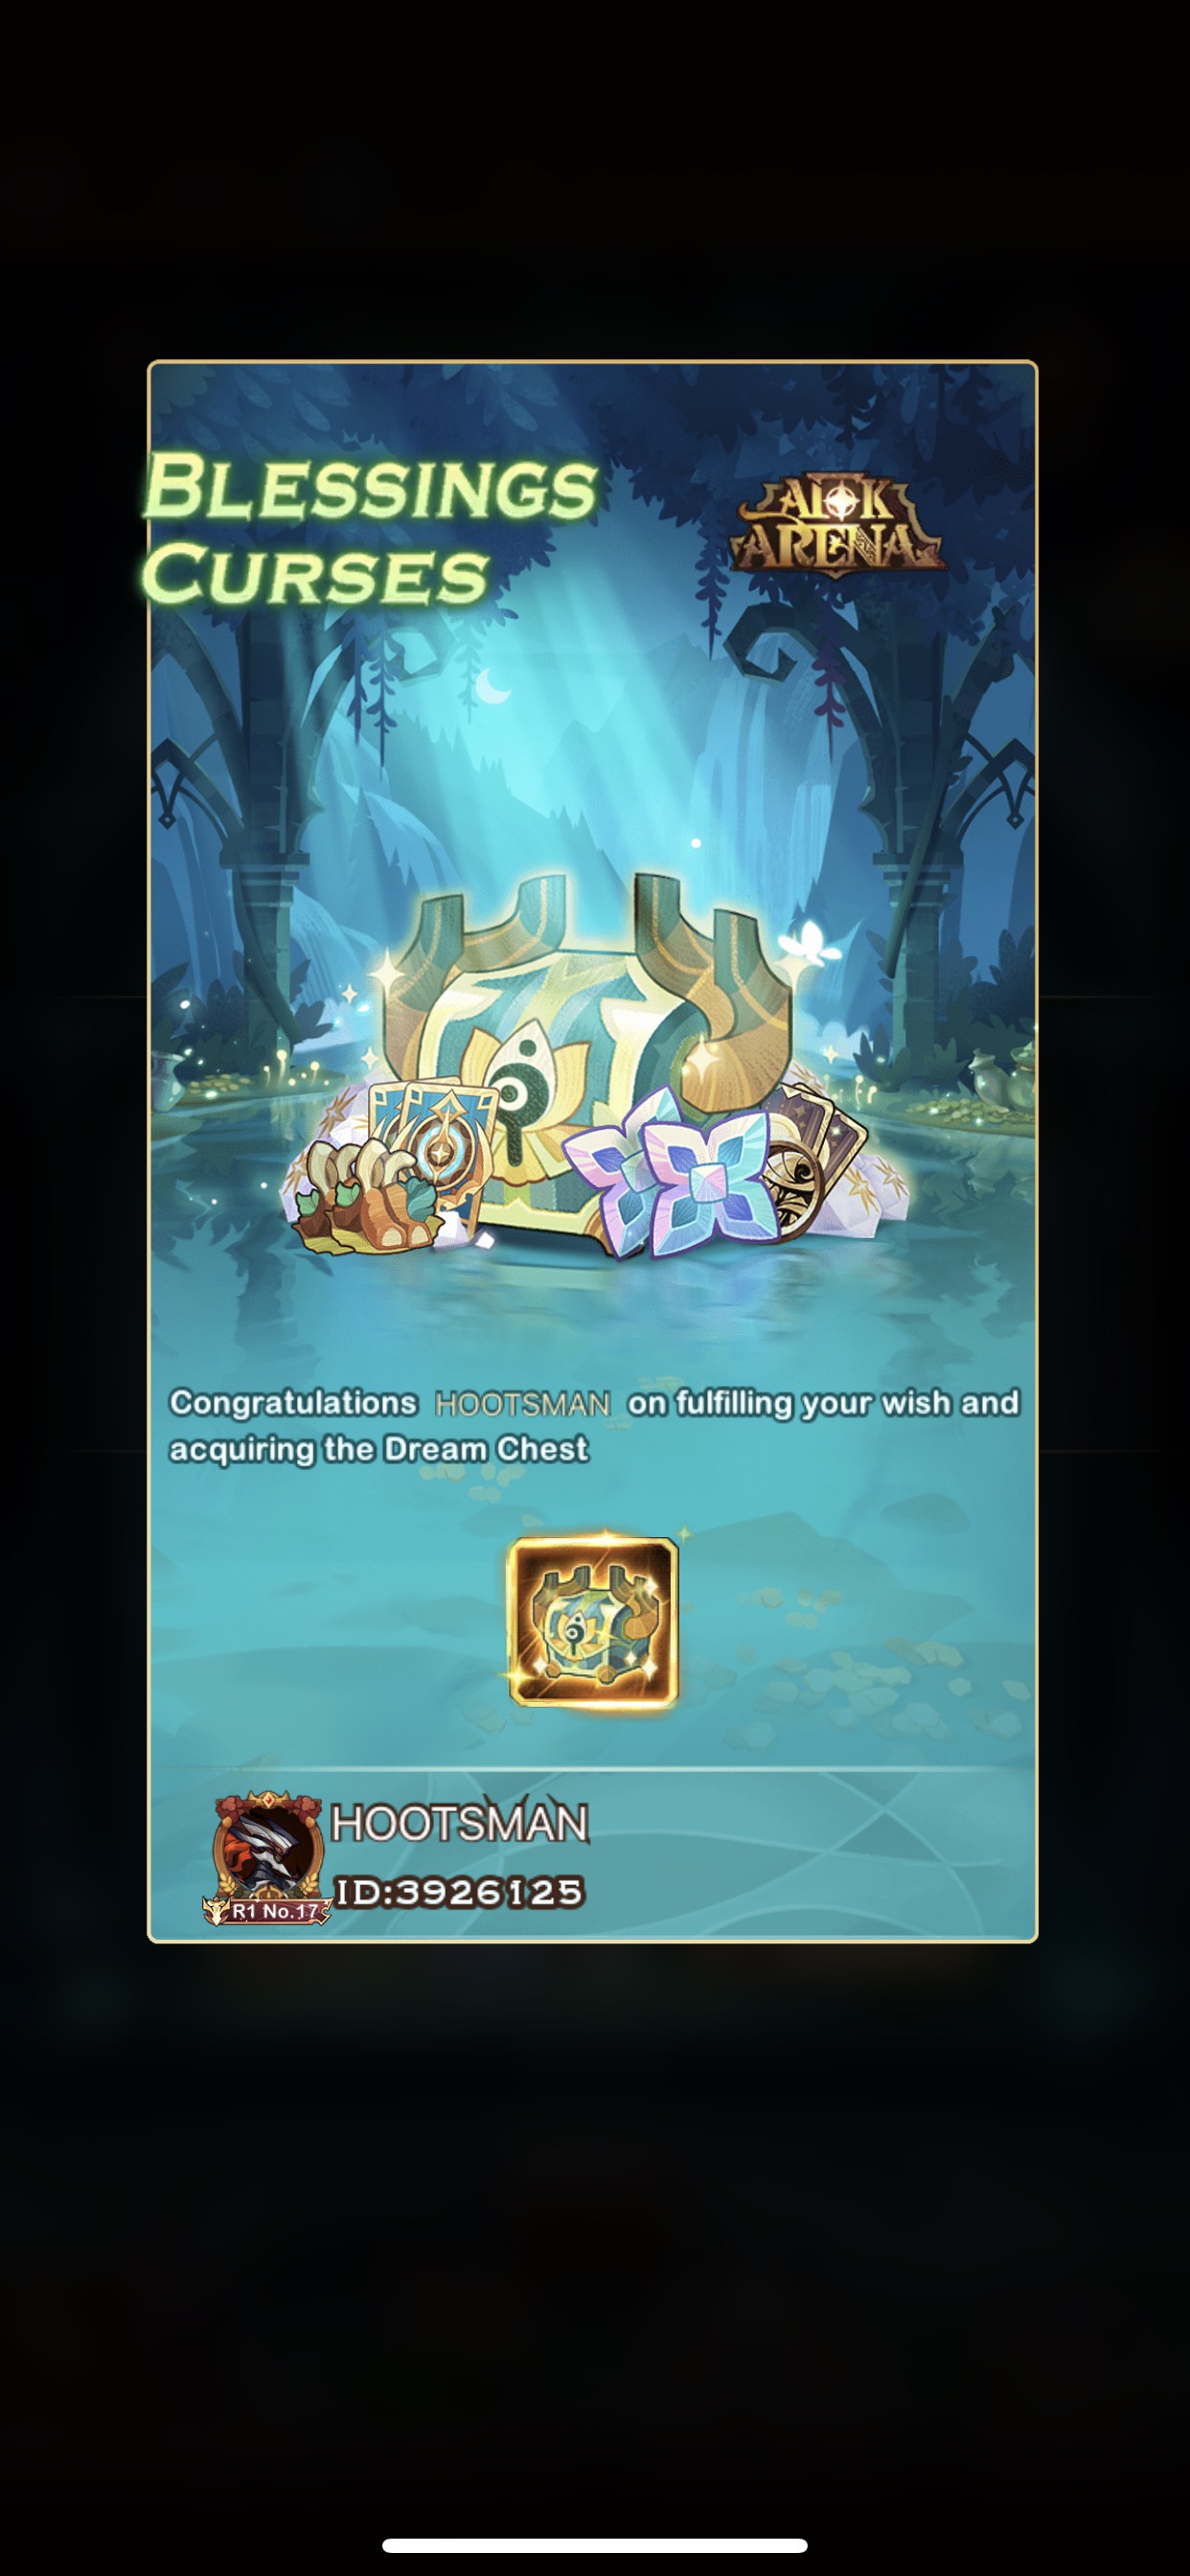 BLESSINGS
CURSES
AFK
ARENA
Congratulations HOOTSMAN on fulfilling your wish and
acquiring the Dream Chest
HOOTSMAN
ID:3926125
R1 No.17